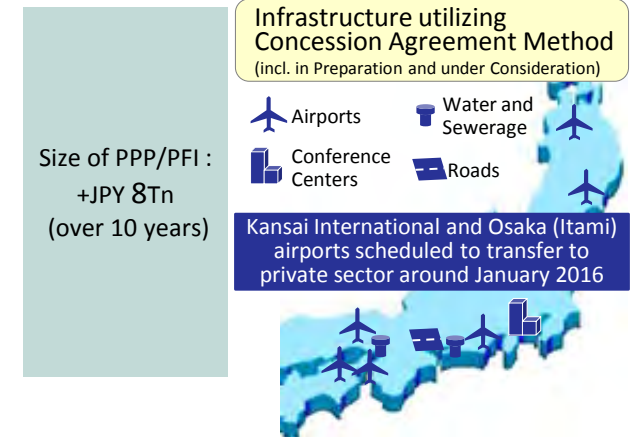 Size of PPP/PFI :
+JPY 8Tn
(over 10 years)
Infrastructure utilizing
Concession Agreement Method
(incl. in Preparation and under Consideration)
Airports
Water and
Sewerage
Conference
Centers
Roads
Kansai International and Osaka (Itami)
airports scheduled to transfer to
private sector around January 2016